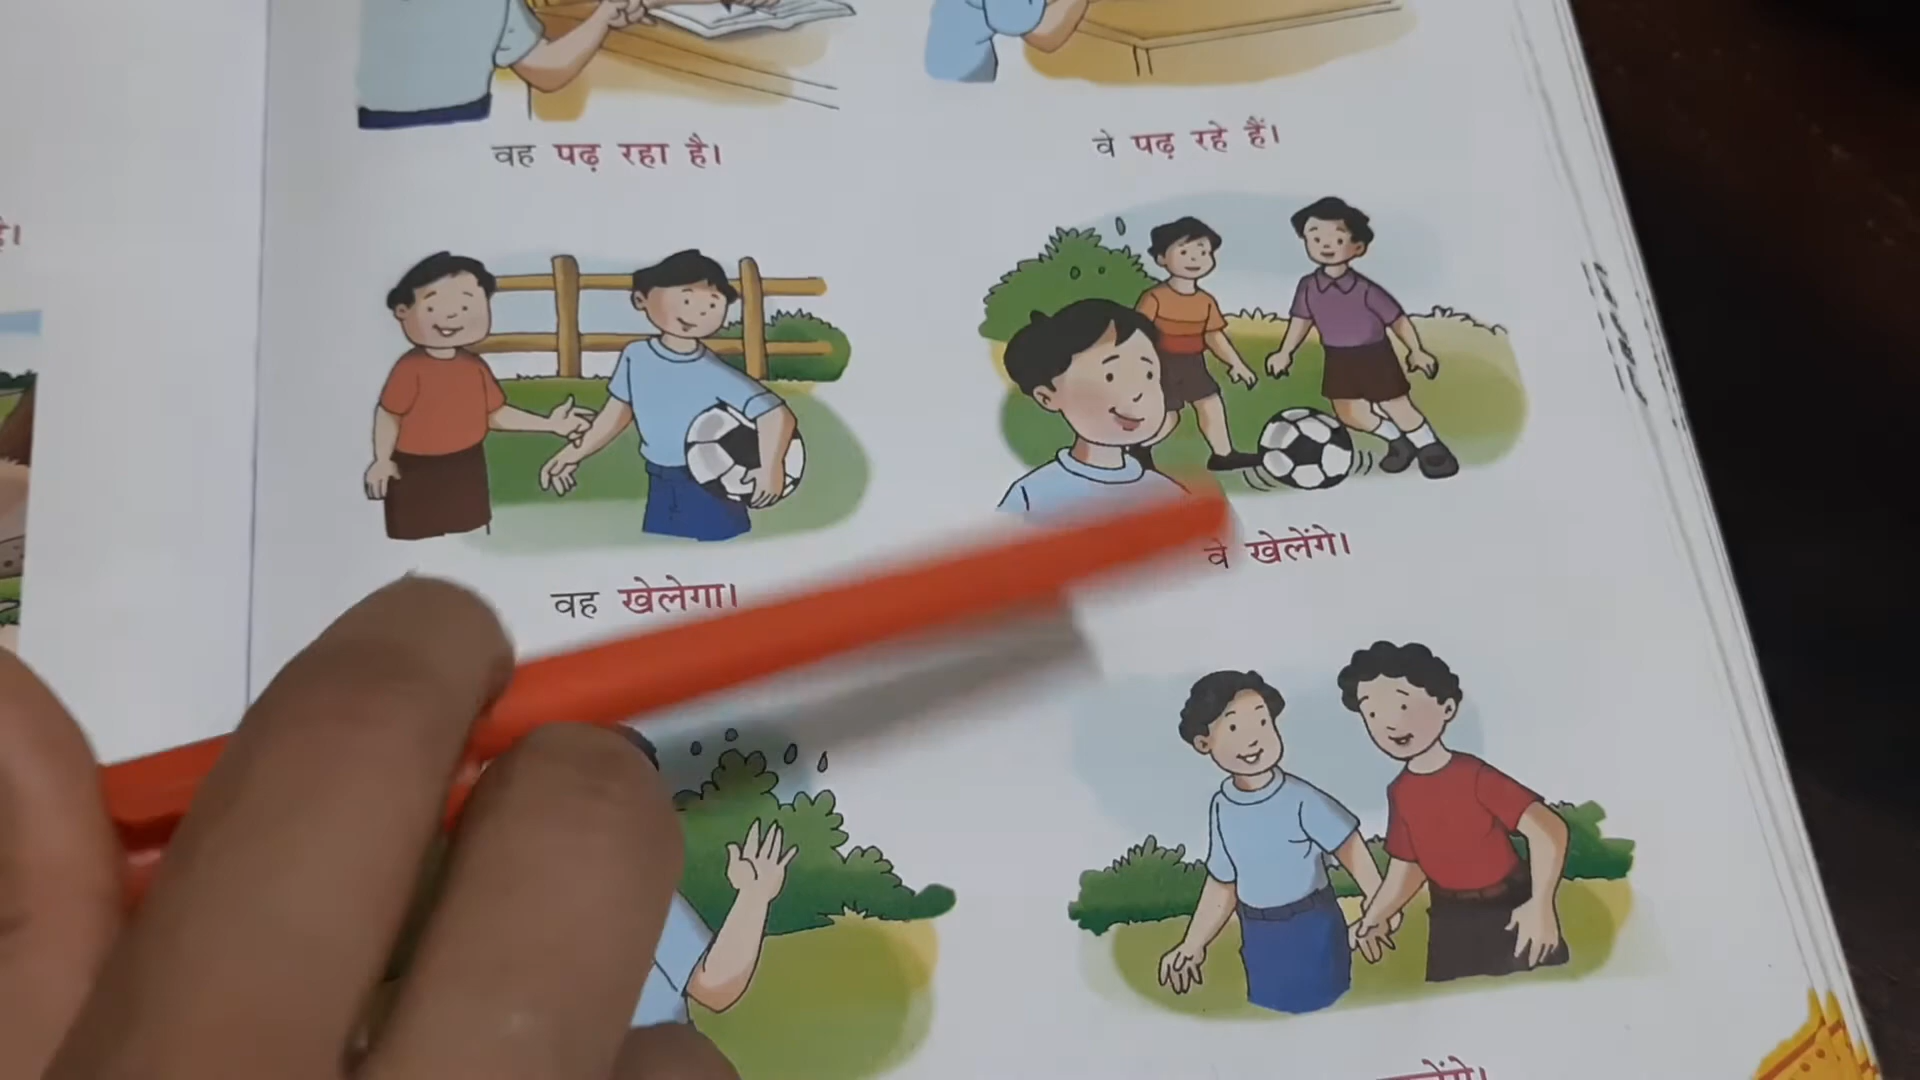 वह पढ़ रहा है।
वे पढ़ रहे हैं।
वह खेलेगा।
वे खेलेंगे।